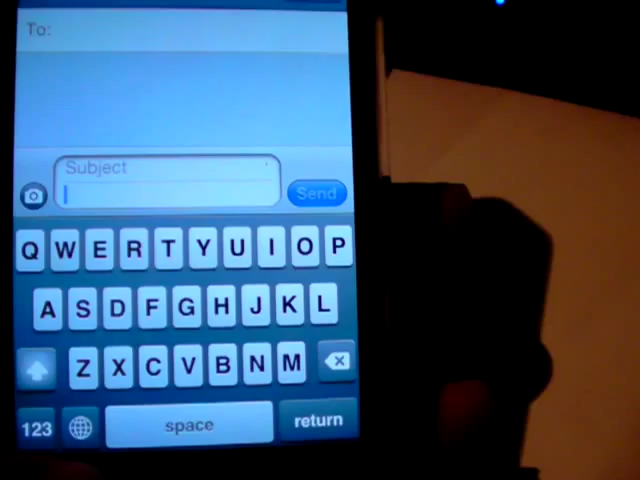 To:
Subject
Send
Q W E R T Y U I O P
A S D F G H J K L
Z X C V B N M
123 space return